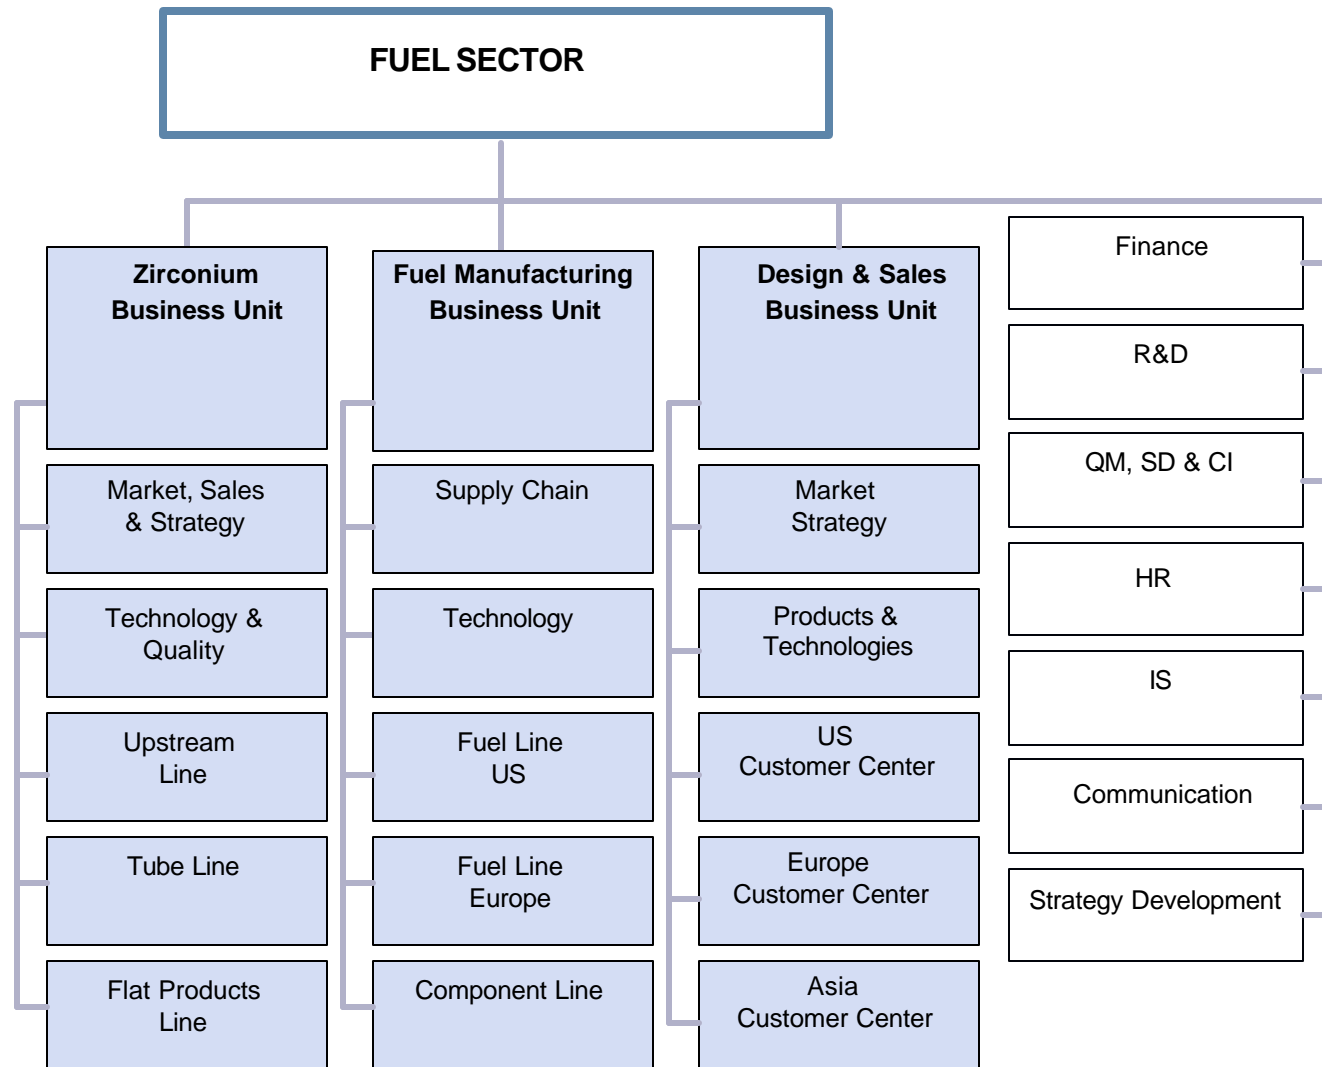 FUEL SECTOR
Zirconium
Business Unit
Market, Sales
& Strategy
Technology &
Quality
Upstream
Line
Tube Line
Flat Products
Line
Fuel Manufacturing
Business Unit
Supply Chain
Technology
Fuel Line
US
Fuel Line
Europe
Component Line
Design & Sales
Business Unit
Market
Strategy
Products &
Technologies
US
Customer Center
Europe
Customer Center
Asia
Customer Center
Finance
R&D
QM, SD & CI
HR
IS
Communication
Strategy Development